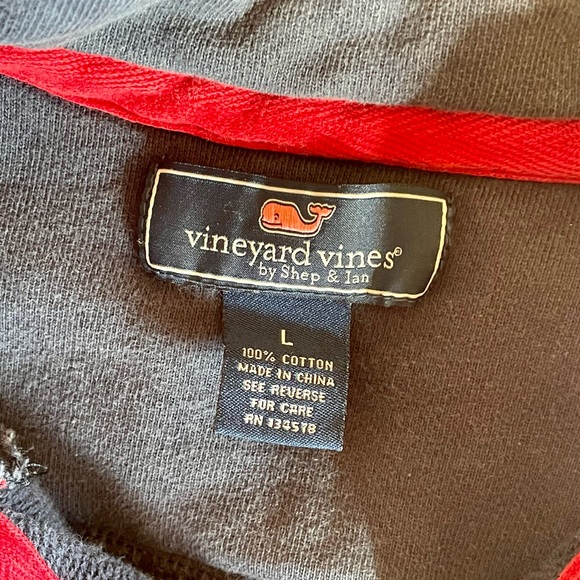 vineyard vines®
by Shep & Ian
L
100% COTTON
MADE IN CHINA
SEE REVERSE
FOR CARE
RN 134578